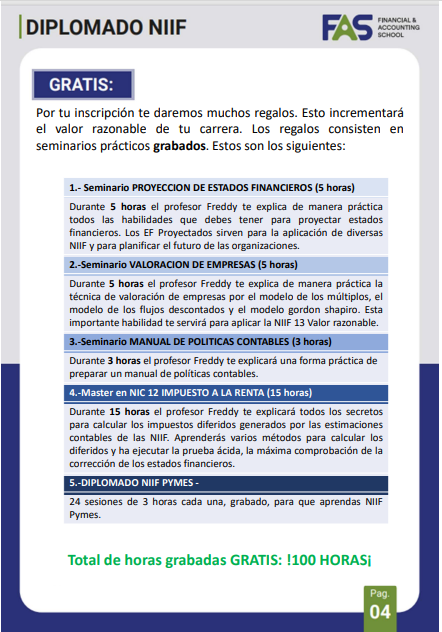 DIPLOMADO NIIF
FAS
FINANCIAL &
ACCOUNTING
SCHOOL
GRATIS:
Por tu inscripción te daremos muchos regalos. Esto incrementará
el valor razonable de tu carrera. Los regalos consisten en
seminarios prácticos grabados. Estos son los siguientes:
1.- Seminario PROYECCION DE ESTADOS FINANCIEROS (5 horas)
Durante 5 horas el profesor Freddy te explica de manera práctica
todos las habilidades que debes tener para proyectar estados
financieros. Los EF Proyectados sirven para la aplicación de diversas
NIIF y para planificar el futuro de las organizaciones.
2.-Seminario VALORACION DE EMPRESAS (5 horas)
Durante 5 horas el profesor Freddy te explica de manera práctica la
técnica de valoración de empresas por el modelo de los múltiplos, el
modelo de los flujos descontados y el modelo gordon shapiro. Esta
importante habilidad te servirá para aplicar la NIIF 13 Valor razonable.
3.-Seminario MANUAL DE POLITICAS CONTABLES (3 horas)
Durante 3 horas el profesor Freddy te explicará una forma práctica de
preparar un manual de políticas contables.
4.-Master en NIC 12 IMPUESTO A LA RENTA (15 horas)
Durante 15 horas el profesor Freddy te explicará todos los secretos
para calcular los impuestos diferidos generados por las estimaciones
contables de las NIIF. Aprenderás varios métodos para calcular los
diferidos y ha ejecutar la prueba ácida, la máxima comprobación de la
corrección de los estados financieros.
5.-DIPLOMADO NIIF PYMES -
24 sesiones de 3 horas cada una, grabado, para que aprendas NIIF
Pymes.
Total de horas grabadas GRATIS: !100 HORAS¡
Pag.
04